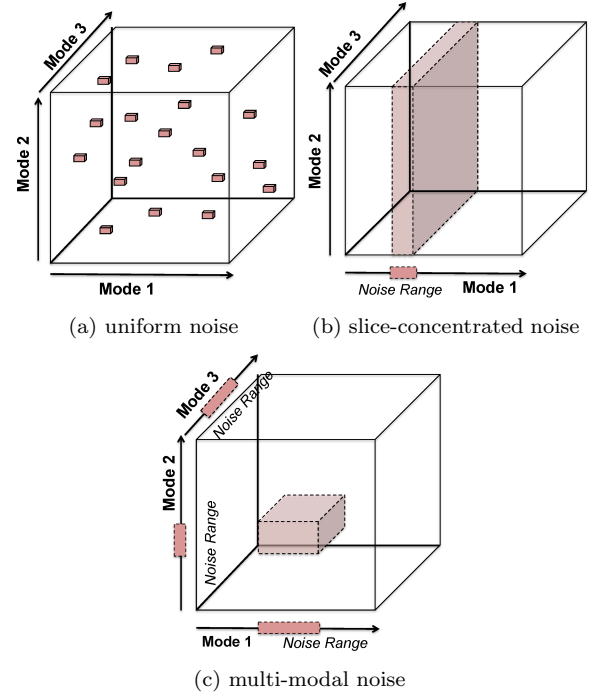 Mode 3
Mode 2
Mode 1
(a) uniform noise
Mode 3
Mode 2
Noise Range Mode 1
(b) slice-concentrated noise
Mode 3
Noise Range
Mode 2
Noise Range
Mode 1 Noise Range
(c) multi-modal noise